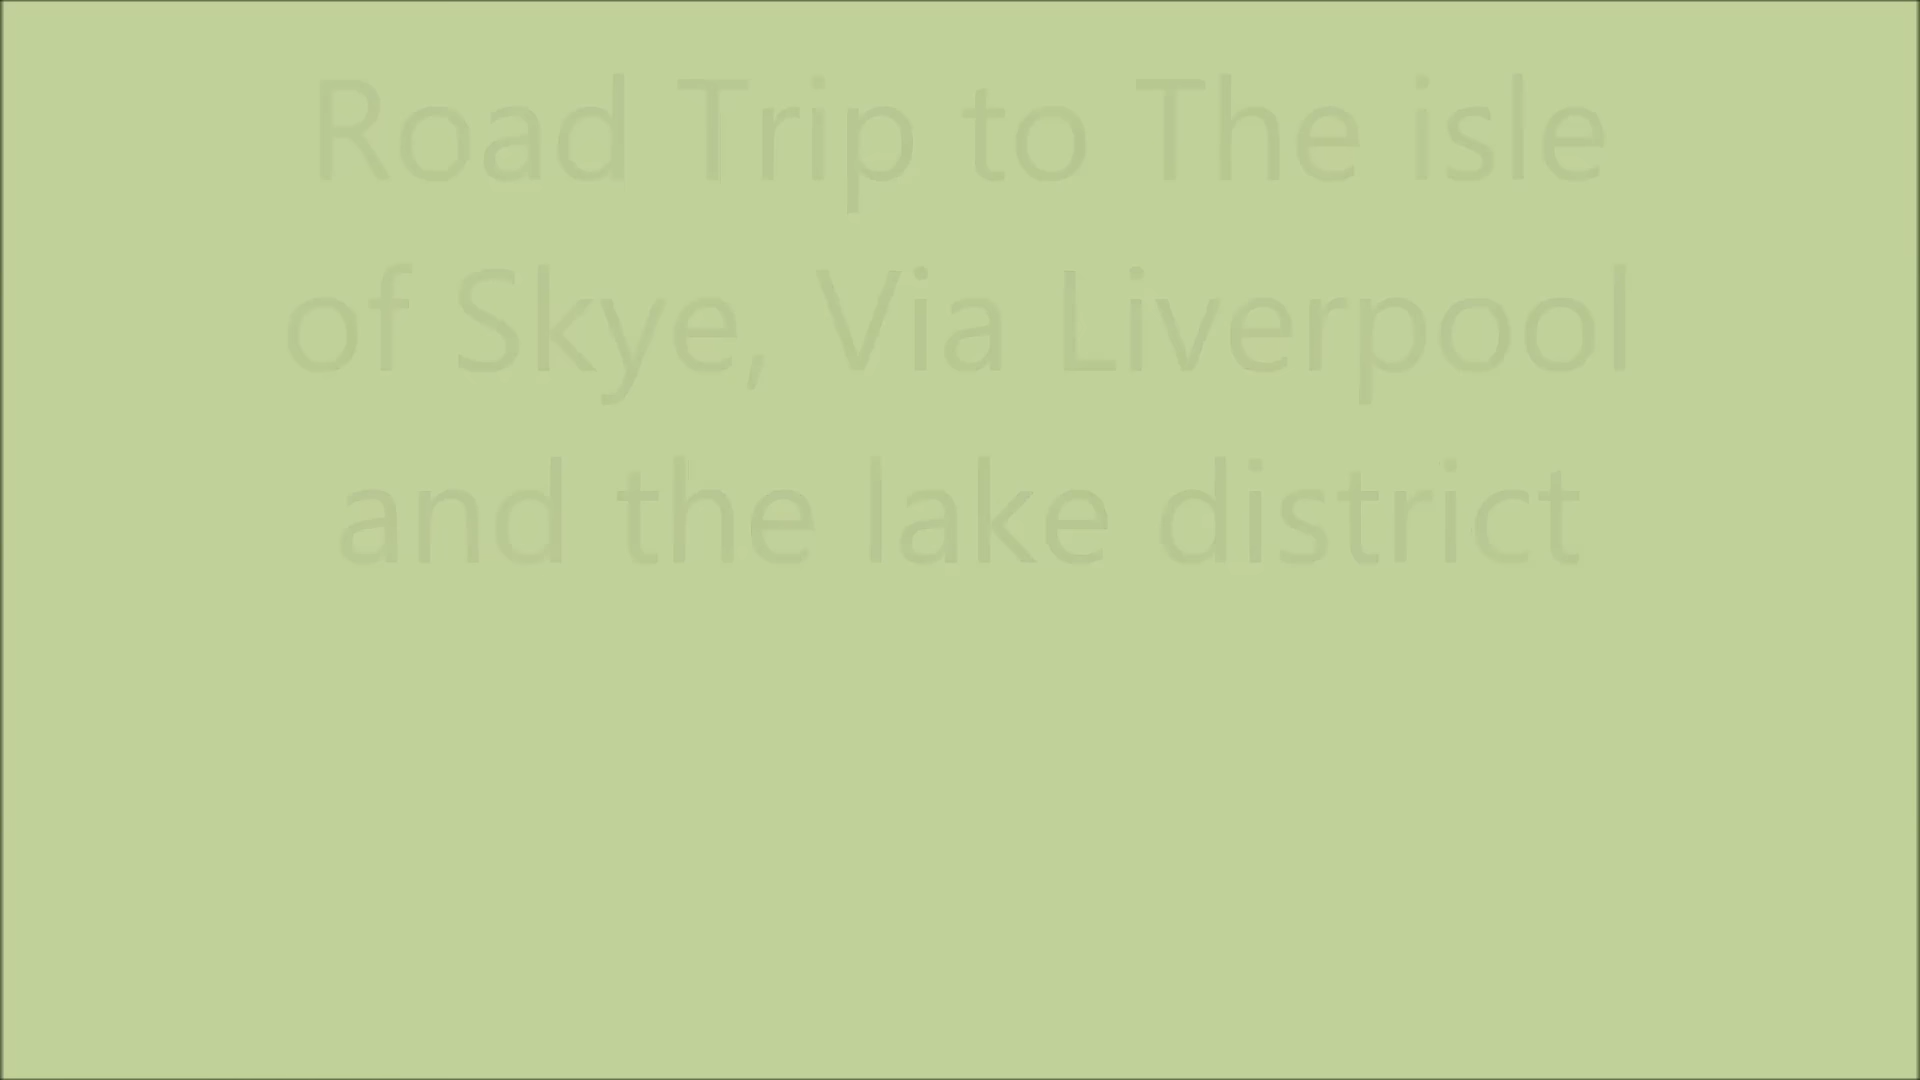 Road Trip to The isle
of Skye, Via Liverpool
and the lake district